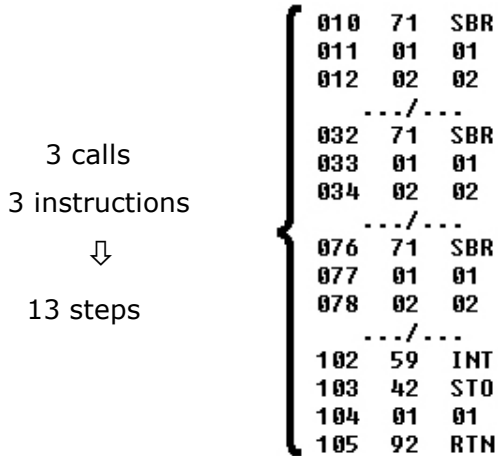 3 calls
3 instructions
⇩
13 steps
010 71 SBR
011 01 01
012 02 02
.../...
032 71 SBR
033 01 01
034 02 02
.../...
076 71 SBR
077 01 01
078 02 02
.../...
102 59 INT
103 42 STO
104 01 01
105 92 RTN